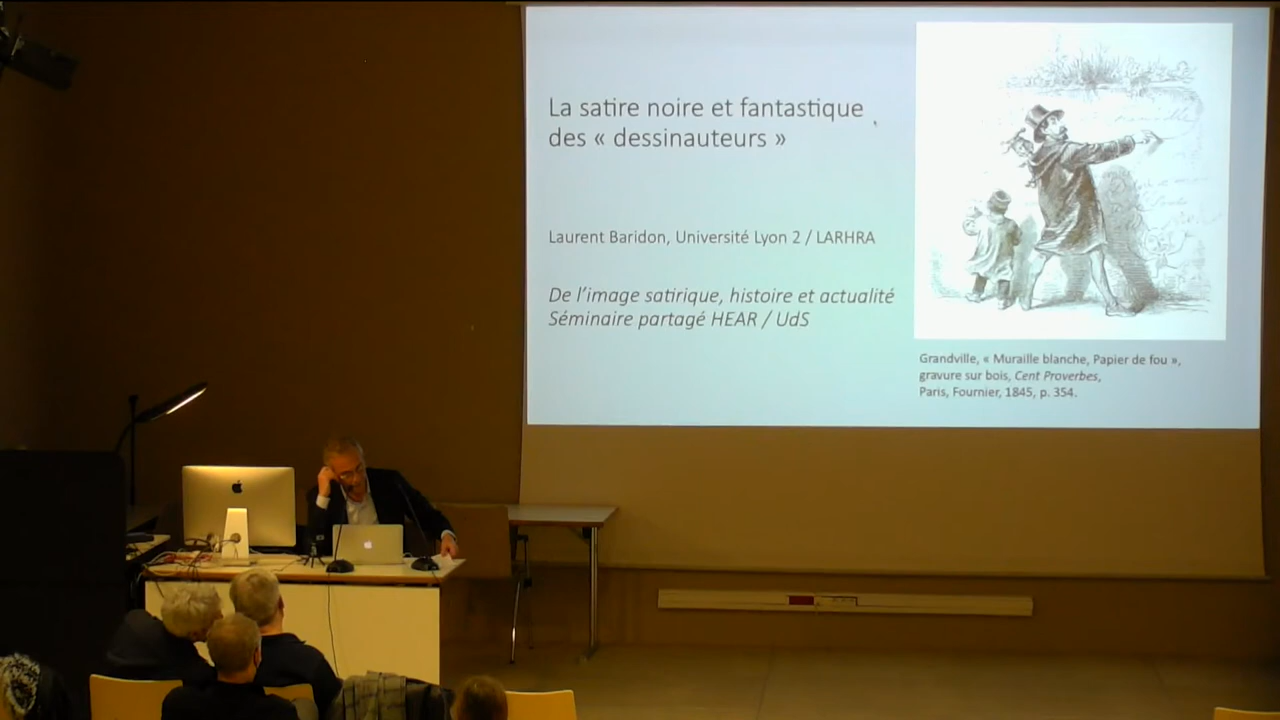 La satire noire et fantastique
des « dessinauteurs »
Laurent Baridon, Université Lyon 2 / LARHRA
De l'image satirique, histoire et actualité
Séminaire partagé HEAR / UdS
Grandville, « Muraille blanche, Papier de fou »,
gravure sur bois, Cent Proverbes,
Paris, Fournier, 1845, p. 354.